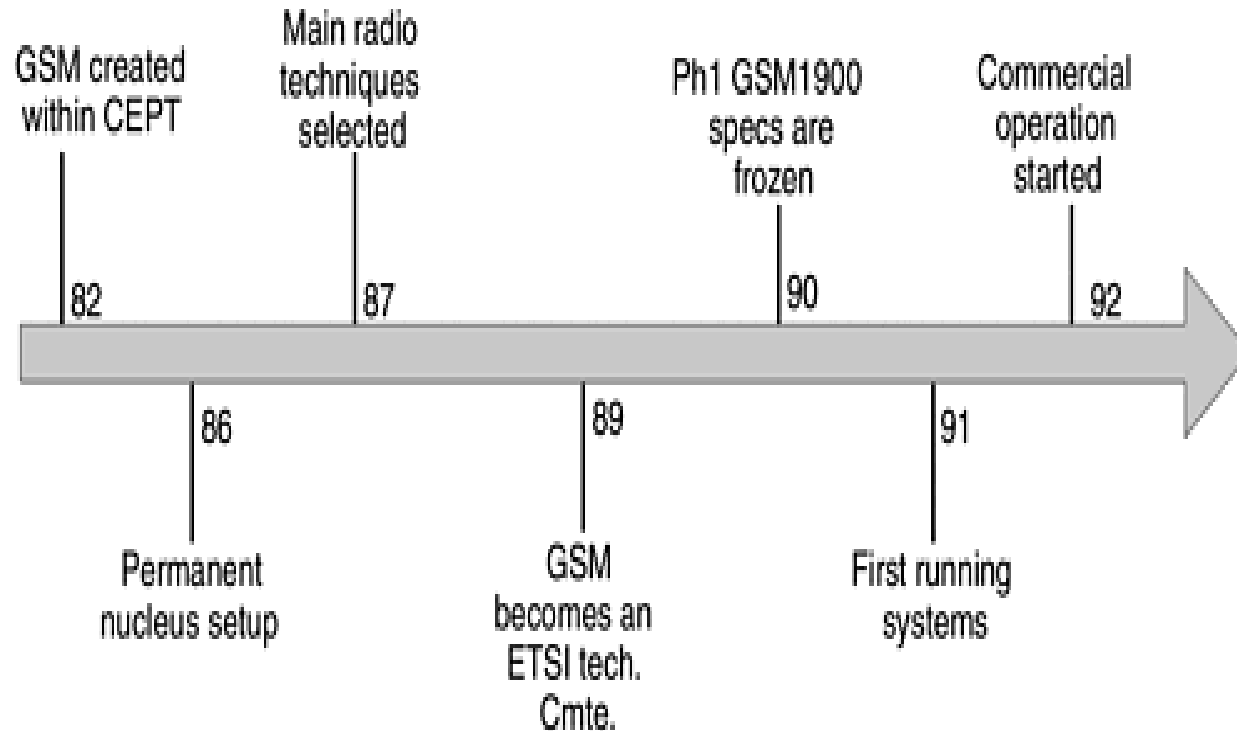 GSM created
within CEPT
82
Permanent
nucleus setup
86
Main radio
techniques
selected
87
GSM
becomes an
ETSI tech.
Cmte.
89
Ph1 GSM1900
specs are
frozen
90
First running
systems
91
Commercial
operation
started
92